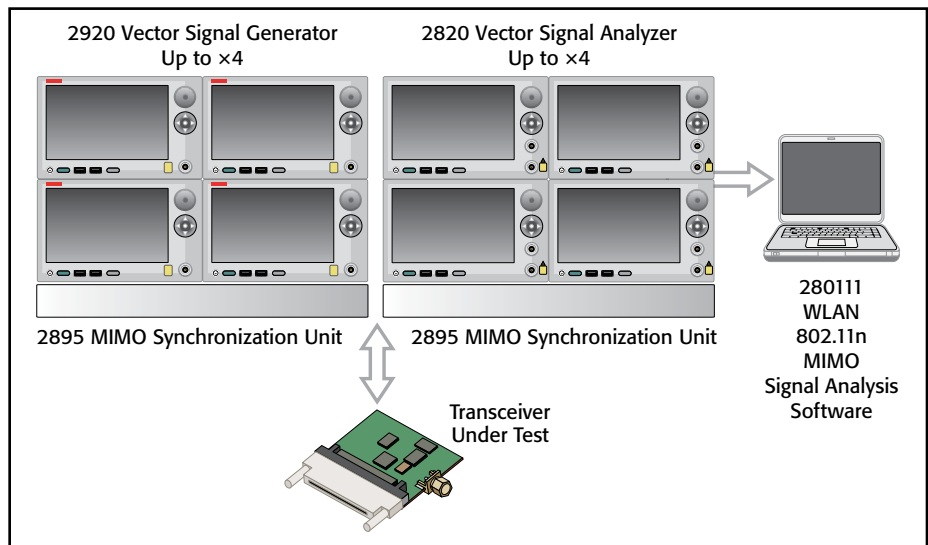 2920 Vector Signal Generator
Up to ×4
2820 Vector Signal Analyzer
Up to ×4
2895 MIMO Synchronization Unit
2895 MIMO Synchronization Unit
280111
WLAN
802.11n
MIMO
Signal Analysis
Software
Transceiver
Under Test